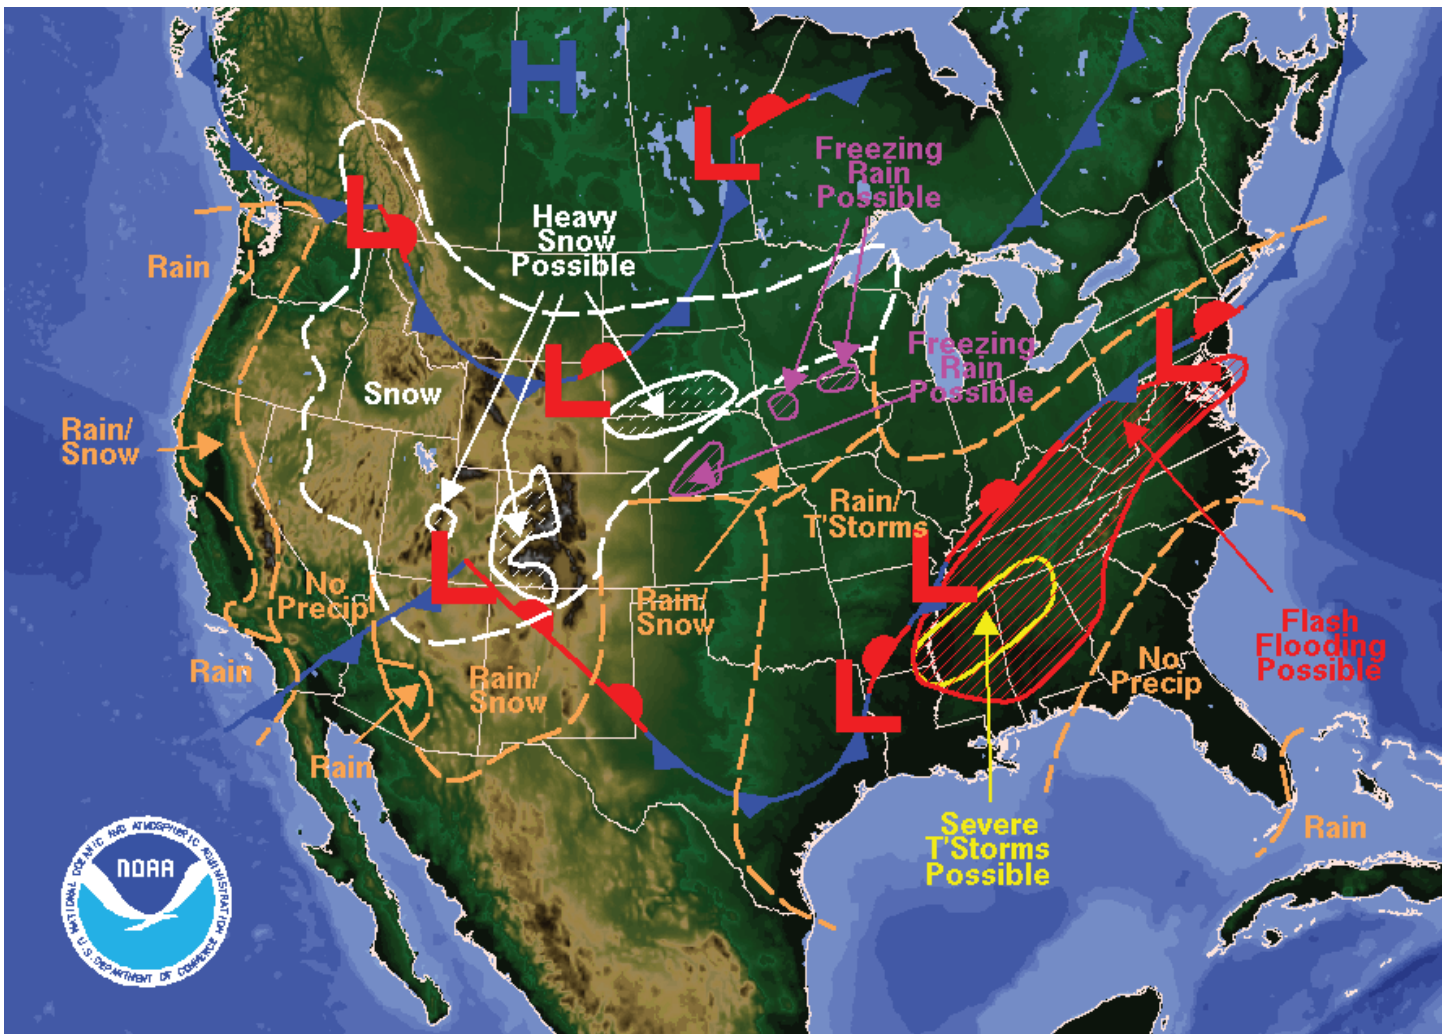 H
L
Freezing
Rain
Possible
L
Heavy
Snow
Possible
Rain
L
L
Freezing
Rain
Possible
Snow
Rain/
Snow
Rain/
T'Storms
L
L
No
Precip
Rain/
Snow
Flash
Flooding
Possible
Rain
Rain/
Snow
L
No
Precip
Rain
Severe
T'Storms
Possible
Rain
NOAA
NATIONAL OCEANIC AND ATMOSPHERIC ADMINISTRATION
U.S. DEPARTMENT OF COMMERCE